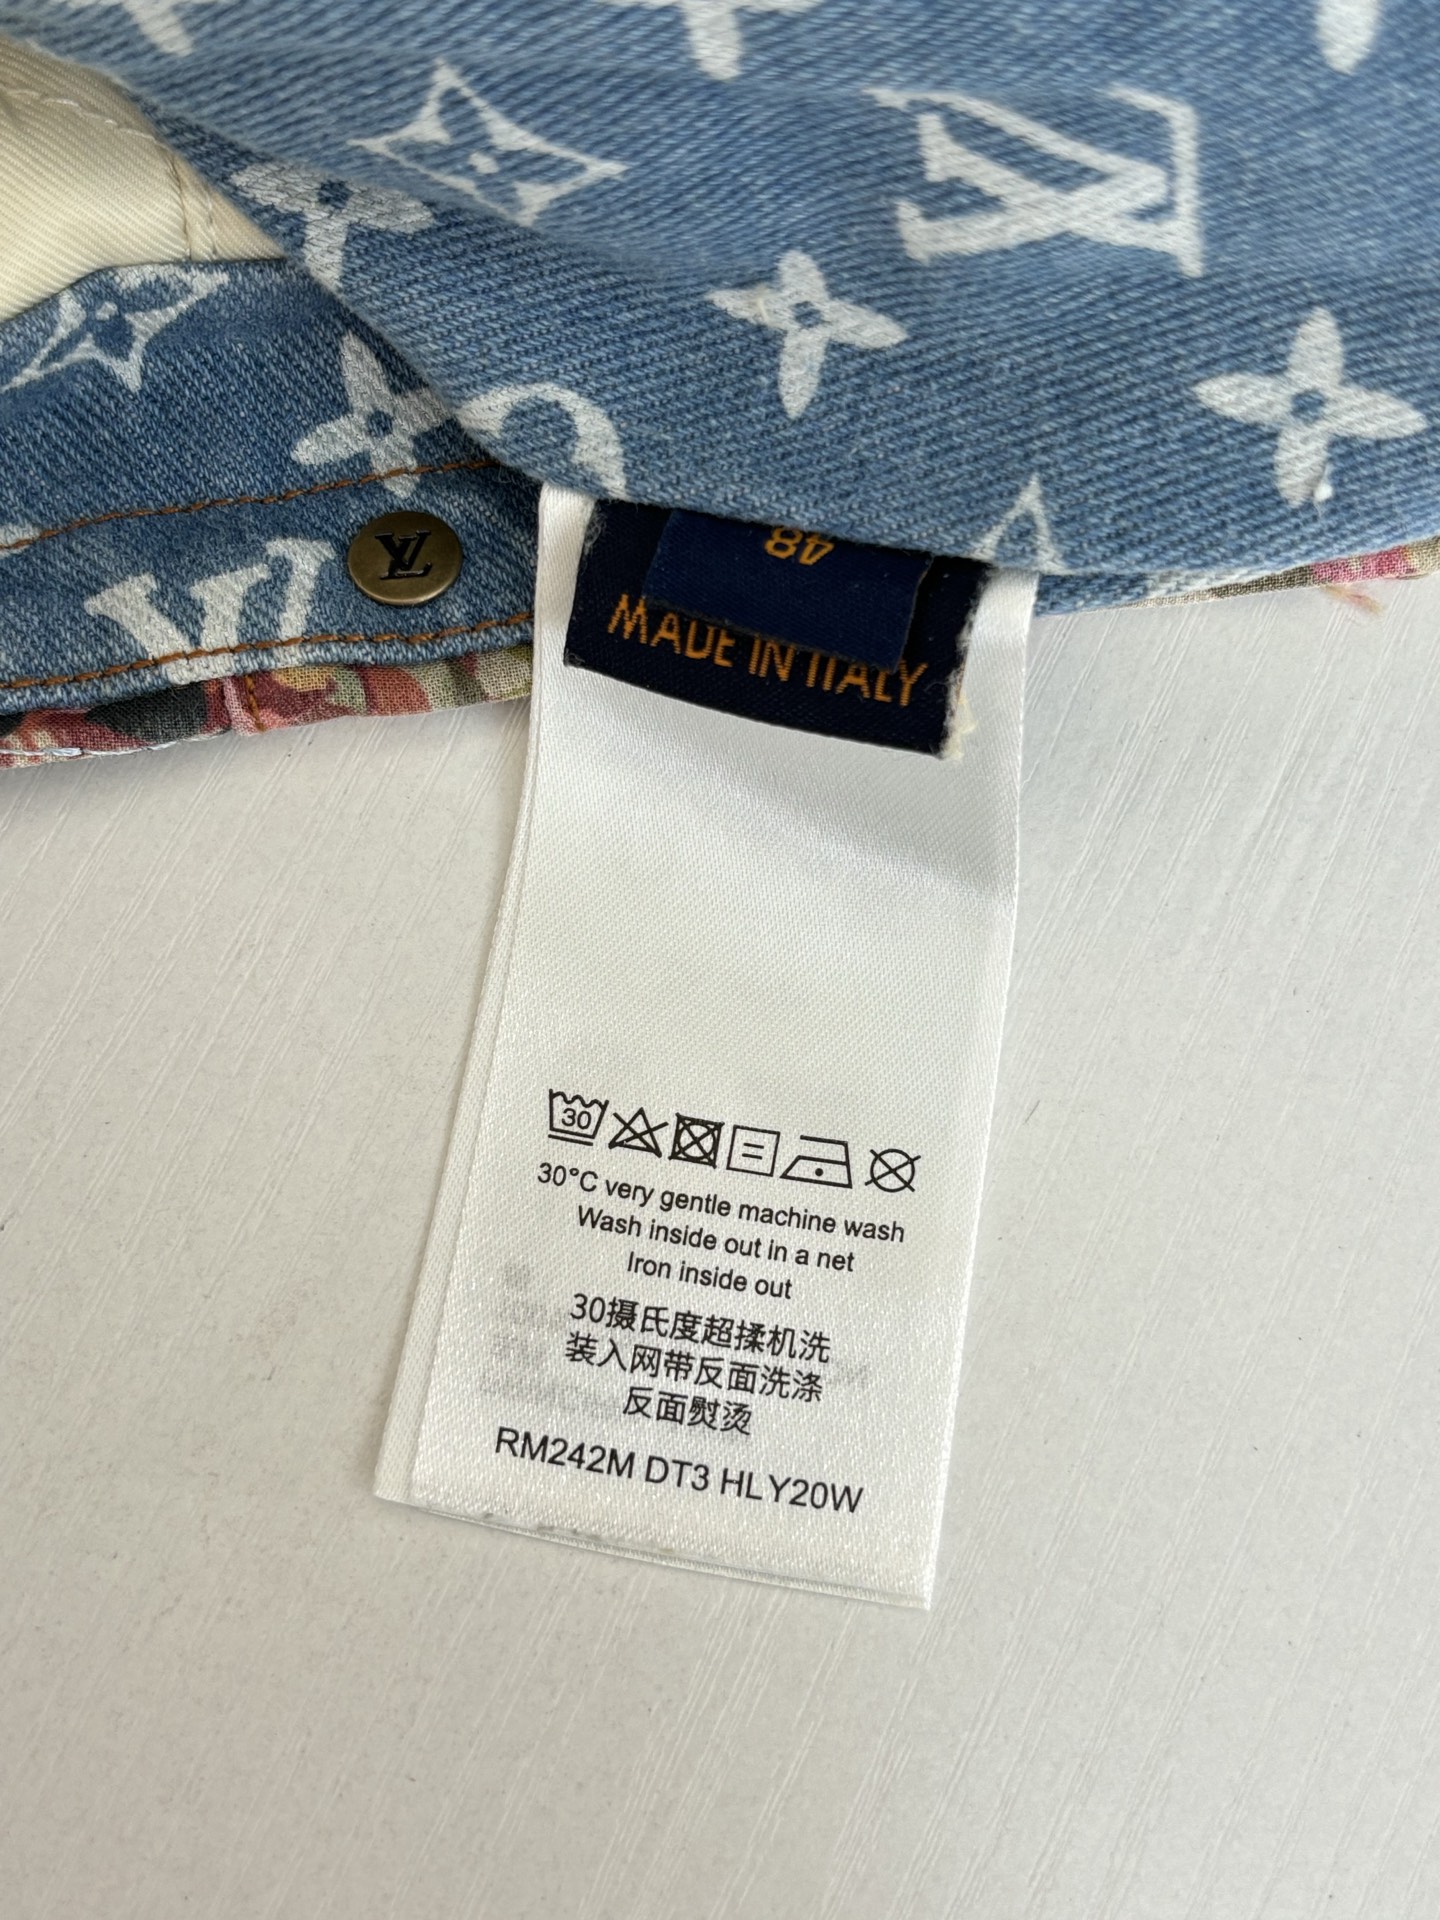 48
MADE IN ITALY
30
30°C very gentle machine wash
Wash inside out in a net
Iron inside out
30摄氏度超揉机洗
装入网带反面洗涤
反面熨烫
RM242M DT3 HLY20W